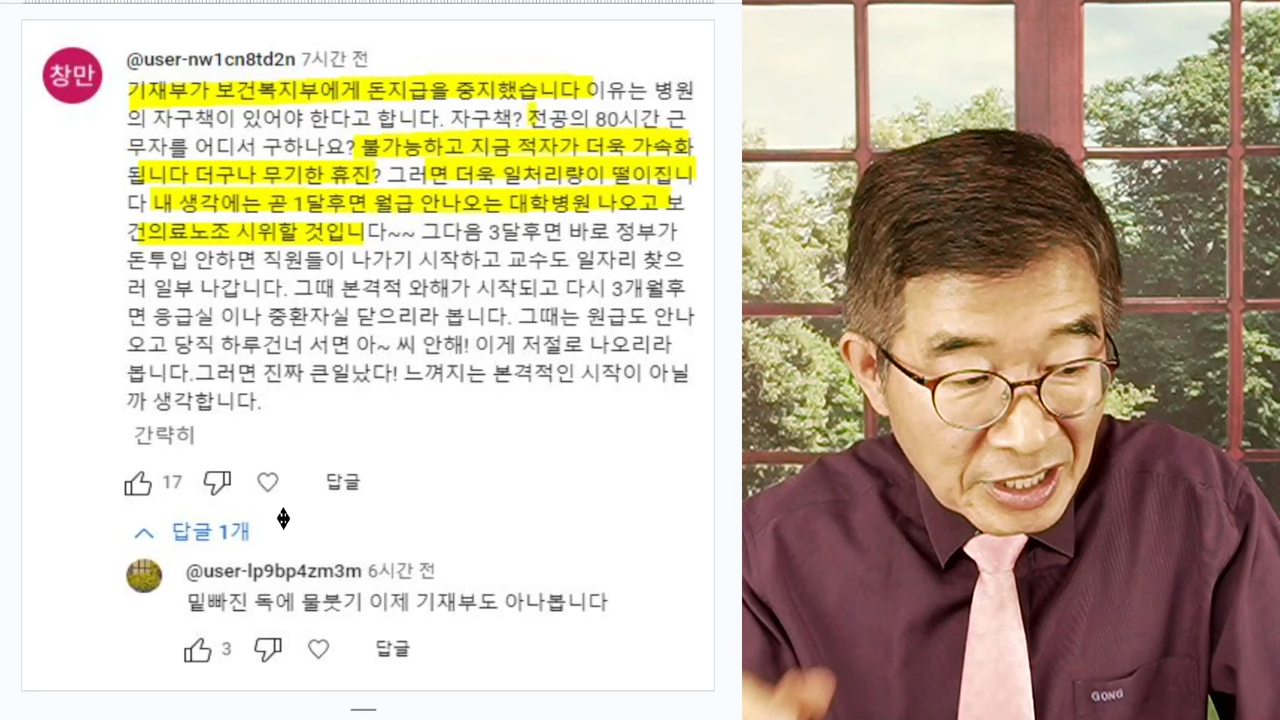 창만
@user-nw1cn8td2n 7시간 전
기재부가 보건복지부에게 돈지급을 중지했습니다 이유는 병원
의 자구책이 있어야 한다고 합니다. 자구책? 전공의 80시간 근
무자를 어디서 구하나요? 불가능하고 지금 적자가 더욱 가속화
됩니다 더구나 무기한 휴진? 그러면 더욱 일처리량이 떨이집니
다 내 생각에는 곧 1달후면 월급 안나오는 대학병원 나오고 보
건의료노조 시위할 것입니다~~ 그다음 3달후면 바로 정부가
돈투입 안하면 직원들이 나가기 시작하고 교수도 일자리 찾으
러 일부 나갑니다. 그때 본격적 와해가 시작되고 다시 3개월후
면 응급실 이나 중환자실 닫으리라 봅니다. 그때는 원급도 안나
오고 당직 하루건너 서면 아~ 씨 안해! 이게 저절로 나오리라
봅니다.그러면 진짜 큰일났다! 느껴지는 본격적인 시작이 아닐
까 생각합니다.
간략히
17 답글
답글 1개
@user-lp9bp4zm3m 6시간 전
밑빠진 독에 물붓기 이제 기재부도 아나봅니다
3 답글
GONG